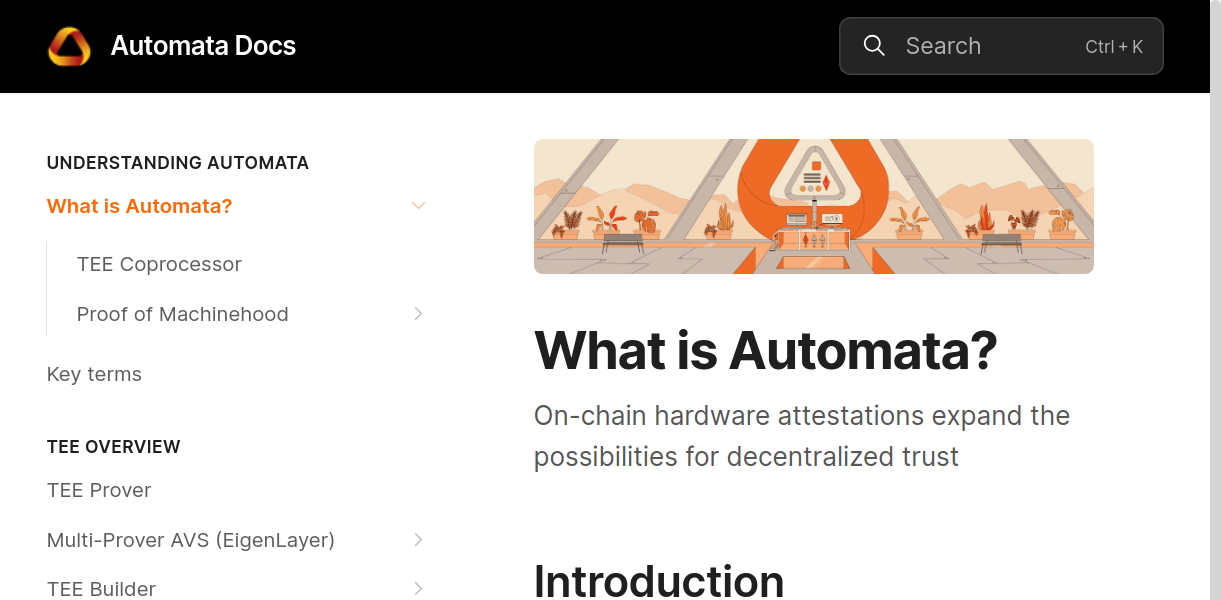 Automata Docs
Search
Ctrl + K
UNDERSTANDING AUTOMATA
What is Automata?
TEE Coprocessor
Proof of Machinehood
Key terms
TEE OVERVIEW
TEE Prover
Multi-Prover AVS (EigenLayer)
TEE Builder
What is Automata?
On-chain hardware attestations expand the
possibilities for decentralized trust
Introduction